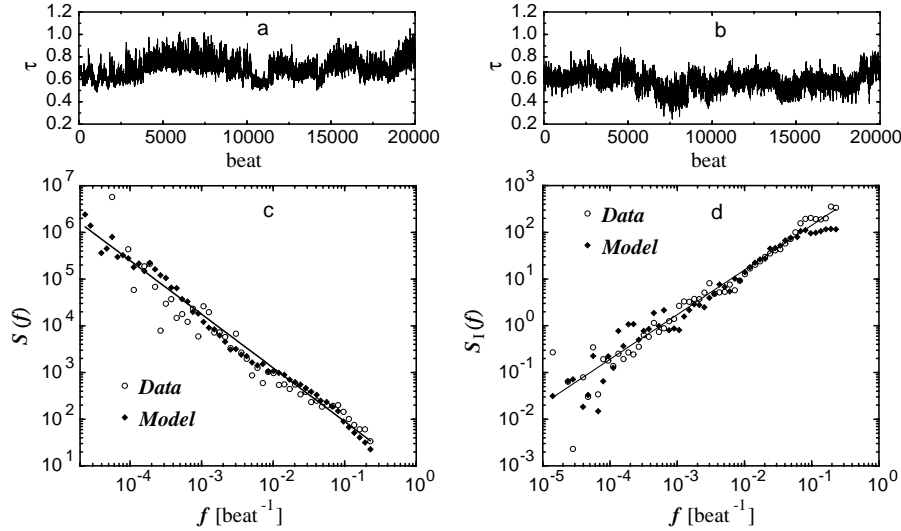 a
τ
1.2
1.0
0.8
0.6
0.4
0 5000 10000 15000 20000
beat
b
τ
1.2
1.0
0.8
0.6
0.4
0.2
0 5000 10000 15000 20000
beat
c
S (f)
10^7
10^6
10^5
10^4
10^3
10^2
10^1
Data
Model
10^-4 10^-3 10^-2 10^-1 10^0
f [beat^-1]
d
S_1(f)
10^3
10^2
10^1
10^0
10^-1
10^-2
10^-3
Data
Model
10^-5 10^-4 10^-3 10^-2 10^-1 10^0
f [beat^-1]